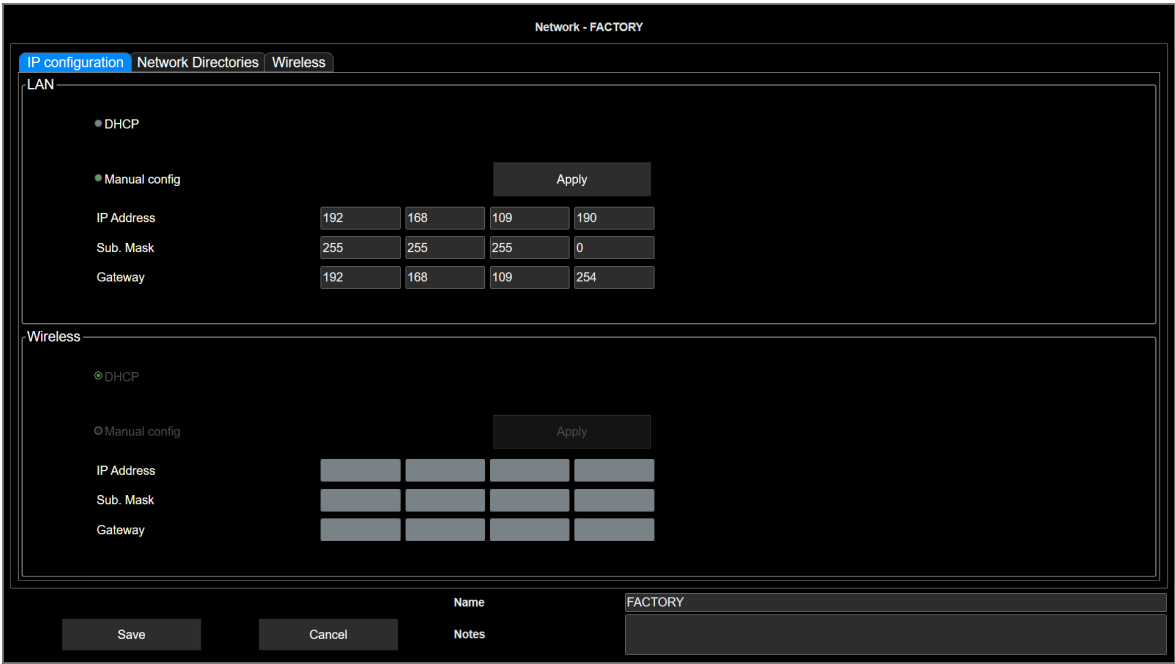 Network - FACTORY
IP configuration Network Directories Wireless
LAN
DHCP
Manual config Apply
IP Address 192 168 109 190
Sub. Mask 255 255 255 0
Gateway 192 168 109 254
Wireless
DHCP
Manual config Apply
IP Address
Sub. Mask
Gateway
Name FACTORY
Save Cancel Notes